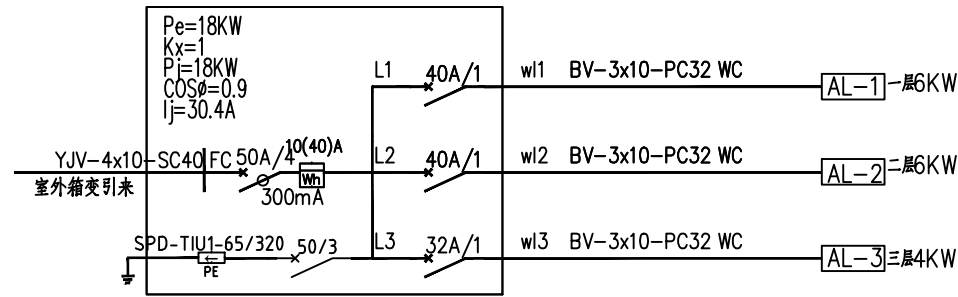 Pe=18KW
Kx=1
Pj=18KW
COSø=0.9
Ij=30.4A
L1 40A/1 wl1 BV-3x10-PC32 WC AL-1 一层6KW
YJV-4x10-SC40 FC 50A/4 10(40)A L2 40A/1 wl2 BV-3x10-PC32 WC AL-2 二层6KW
Wh
室外箱变引来 300mA
SPD-TIU1-65/320 50/3 L3 32A/1 wl3 BV-3x10-PC32 WC AL-3 三层4KW
PE